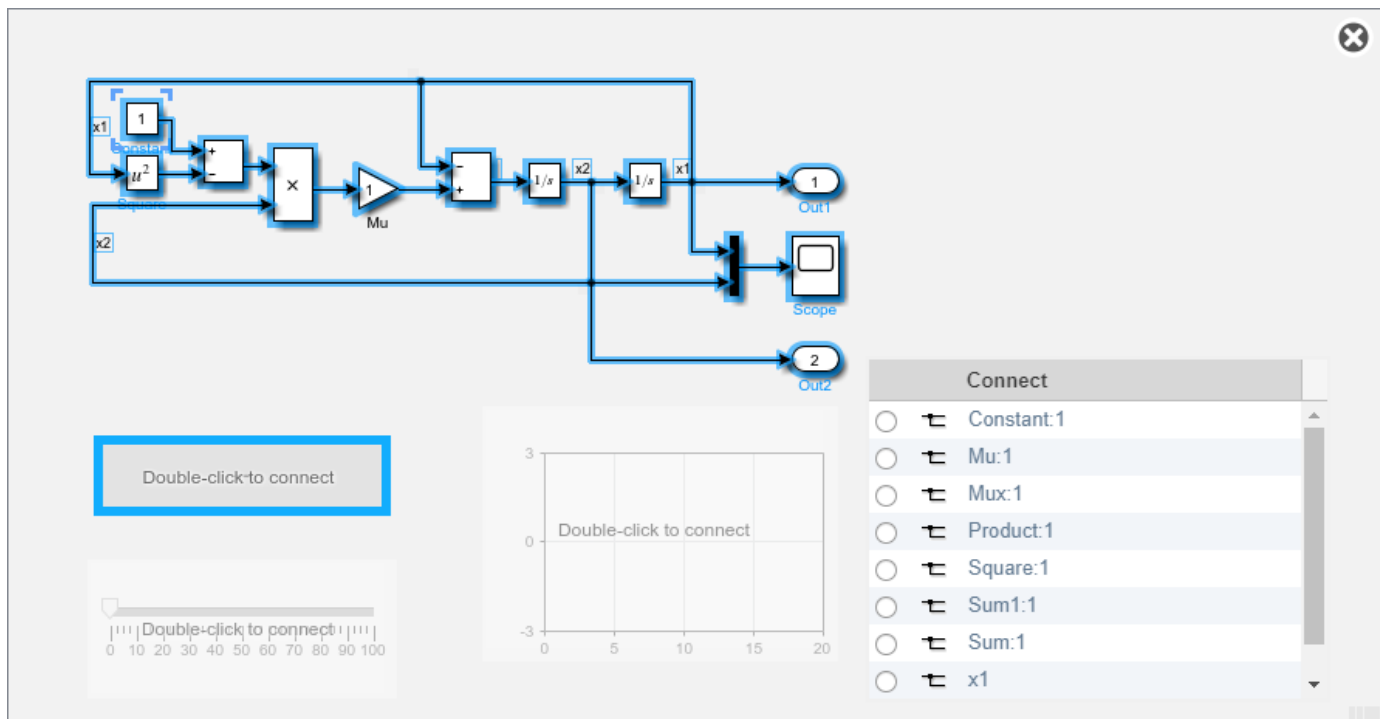 x1
1
Constant
u²
Square
+
−
×
1
Mu
−
+
1/s
x2
1/s
x1
1
Out1
x2
Scope
2
Out2
Connect
Constant:1
Mu:1
Mux:1
Product:1
Square:1
Sum1:1
Sum:1
x1
Double-click to connect
Double-click to connect
0 10 20 30 40 50 60 70 80 90 100
3
Double-click to connect
0
-3
0 5 10 15 20